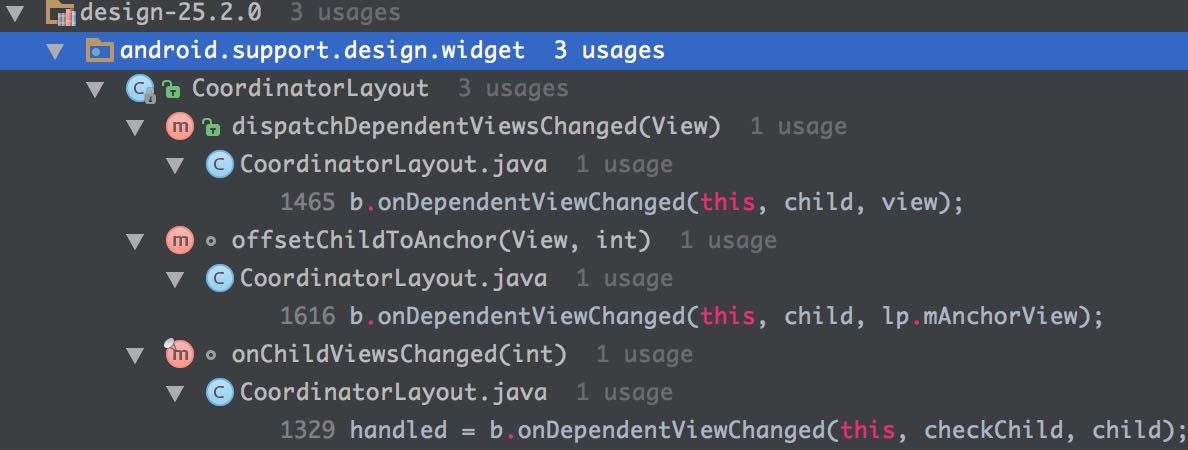 design-25.2.0 3 usages
android.support.design.widget 3 usages
CoordinatorLayout 3 usages
dispatchDependentViewsChanged(View) 1 usage
CoordinatorLayout.java 1 usage
1465 b.onDependentViewChanged(this, child, view);
offsetChildToAnchor(View, int) 1 usage
CoordinatorLayout.java 1 usage
1616 b.onDependentViewChanged(this, child, lp.mAnchorView);
onChildViewsChanged(int) 1 usage
CoordinatorLayout.java 1 usage
1329 handled = b.onDependentViewChanged(this, checkChild, child);